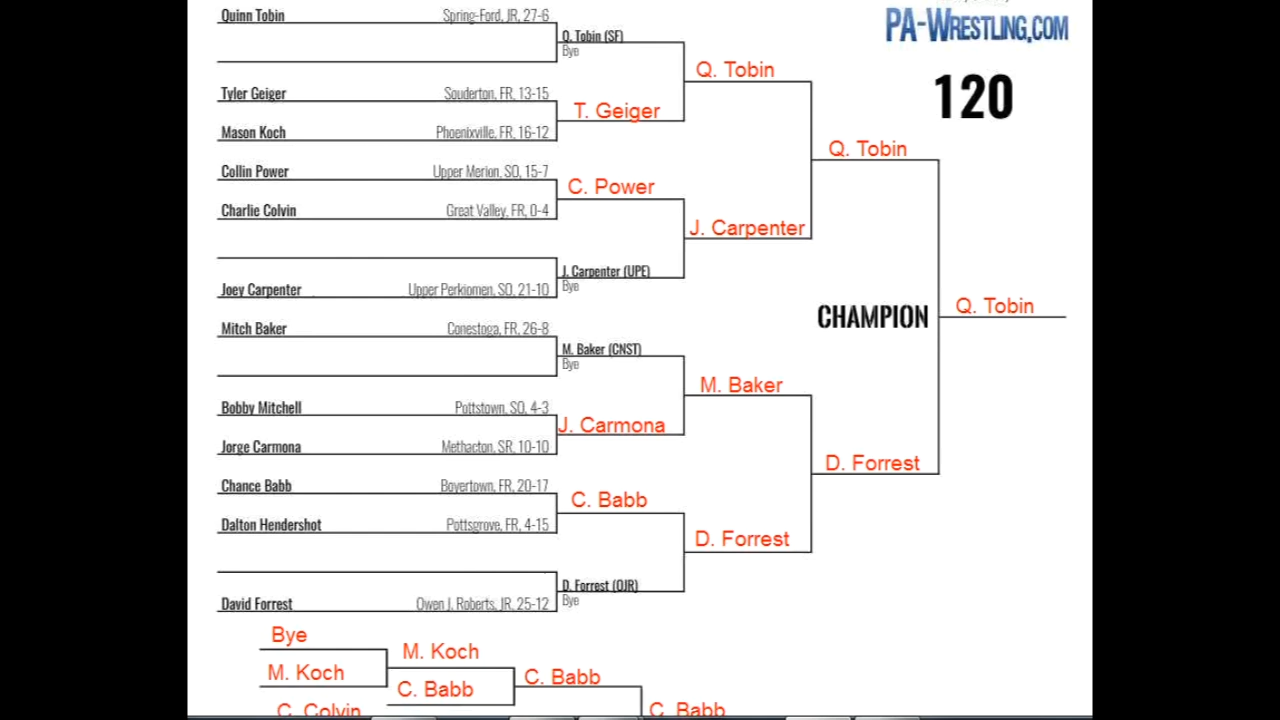 Quinn Tobin Spring-Ford, JR, 27-6
PA-WRESTLING.COM
Q. Tobin (SF)
Bye
Q. Tobin
120
Tyler Geiger Souderton, FR, 13-15
T. Geiger
Mason Koch Phoenixville, FR, 16-12
Q. Tobin
Collin Power Upper Merion, SO, 15-7
C. Power
Charlie Colvin Great Valley, FR, 0-4
J. Carpenter
J. Carpenter (UPE)
Bye
Joey Carpenter Upper Perkiomen, SO, 21-10
CHAMPION
Q. Tobin
Mitch Baker Conestoga, FR, 26-8
M. Baker (CNST)
Bye
M. Baker
Bobby Mitchell Pottstown, SO, 4-3
J. Carmona
Jorge Carmona Methacton, SR, 10-10
D. Forrest
Chance Babb Boyertown, FR, 20-17
C. Babb
Dalton Hendershot Pottsgrove, FR, 4-15
D. Forrest
D. Forrest (OJR)
Bye
David Forrest Owen J. Roberts, JR, 25-12
Bye
M. Koch
M. Koch
C. Babb
C. Babb
C. Colvin
C. Babb